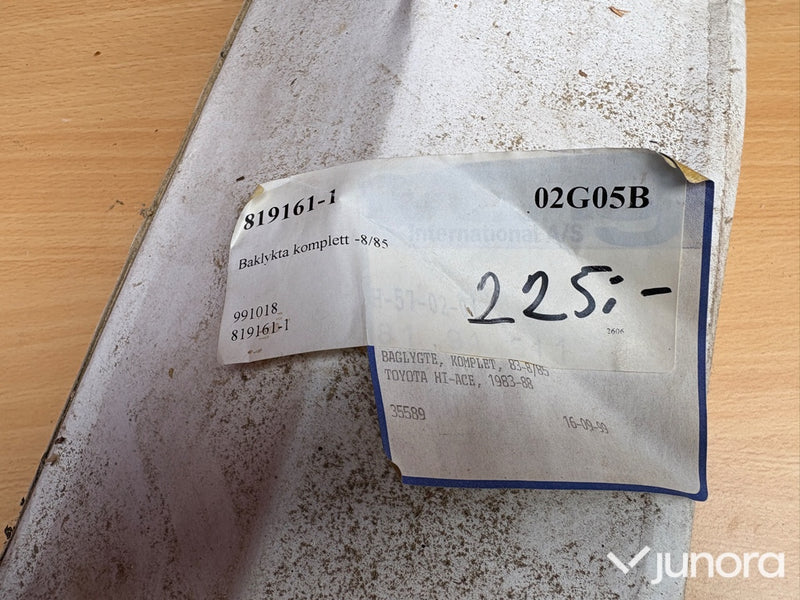 819161-1
02G05B
Baklykta komplett -8/85
International A/S
225:-
991018
819161-1
2606
BAGLYGTE, KOMPLET, 83-8/85
TOYOTA HI-ACE, 1983-88
35589
16-09-99
junora